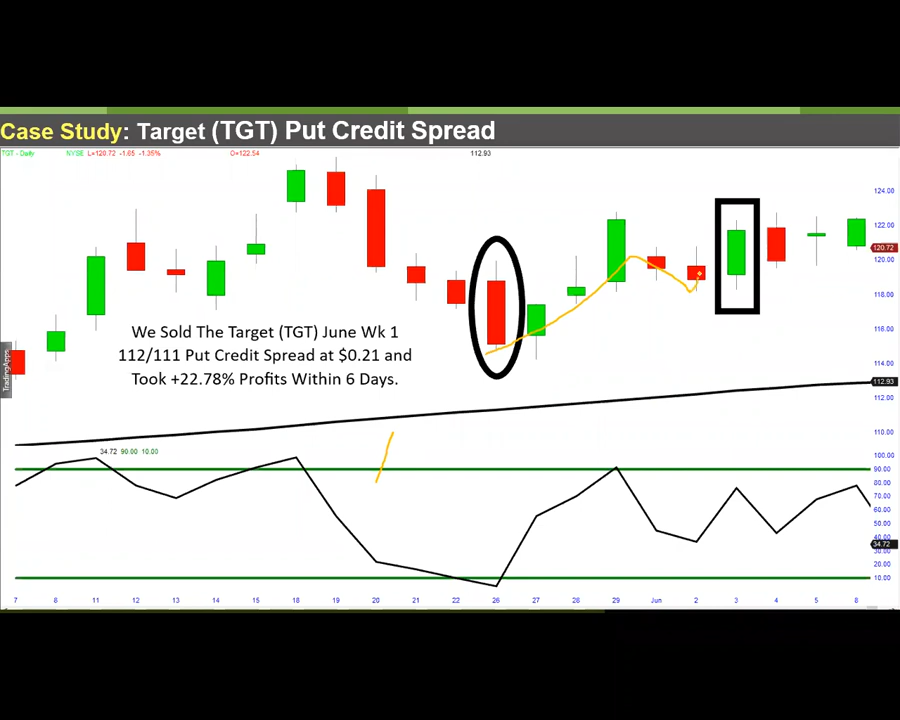 Case Study: Target (TGT) Put Credit Spread
TGT - Daily NYSE L=120.72 -1.65 -1.35% O=122.54 112.93
124.00
122.00
120.72
120.00
118.00
116.00
114.00
112.93
112.00
110.00
We Sold The Target (TGT) June Wk 1
112/111 Put Credit Spread at $0.21 and
Took +22.78% Profits Within 6 Days.
TradingApps
34.72 90.00 10.00
100.00
90.00
80.00
70.00
60.00
50.00
40.00
34.72
30.00
20.00
10.00
7 8 11 12 13 14 15 18 19 20 21 22 26 27 28 29 Jun 2 3 4 5 8